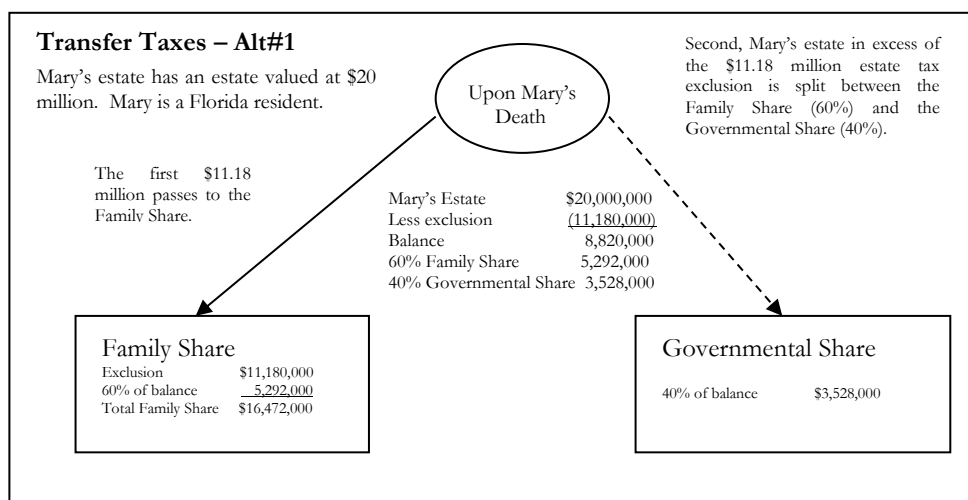 Transfer Taxes – Alt#1
Mary's estate has an estate valued at $20
million. Mary is a Florida resident.
Upon Mary's
Death
Second, Mary's estate in excess of
the $11.18 million estate tax
exclusion is split between the
Family Share (60%) and the
Governmental Share (40%).
The first $11.18
million passes to the
Family Share.
Mary's Estate $20,000,000
Less exclusion (11,180,000)
Balance 8,820,000
60% Family Share 5,292,000
40% Governmental Share 3,528,000
Family Share
Exclusion $11,180,000
60% of balance 5,292,000
Total Family Share $16,472,000
Governmental Share
40% of balance $3,528,000